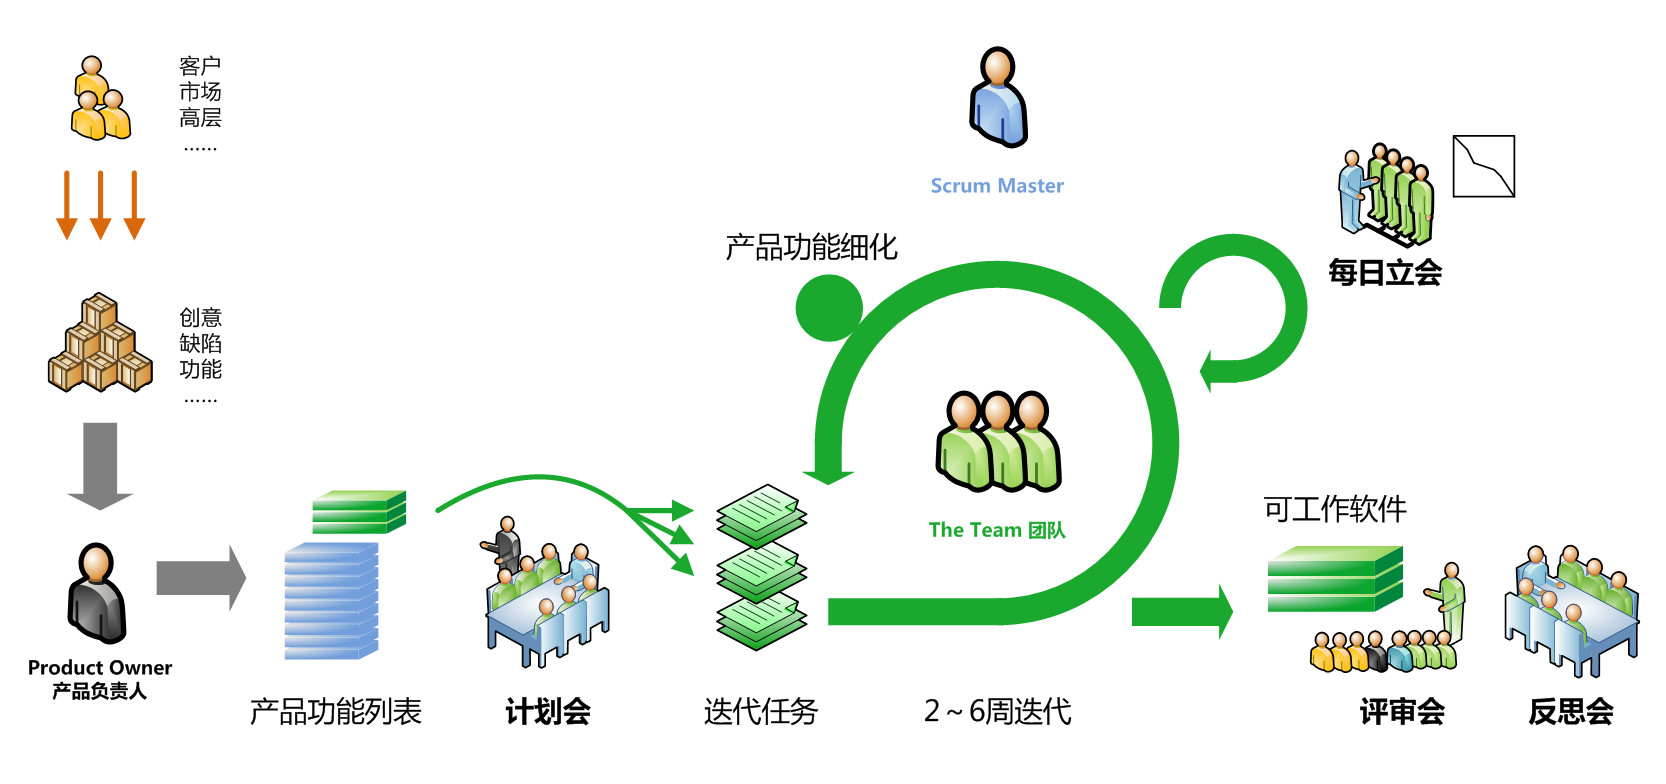 客户
市场
高层
……
创意
缺陷
功能
……
Product Owner
产品负责人
产品功能列表
计划会
迭代任务
产品功能细化
Scrum Master
The Team 团队
2～6周迭代
每日立会
可工作软件
评审会
反思会